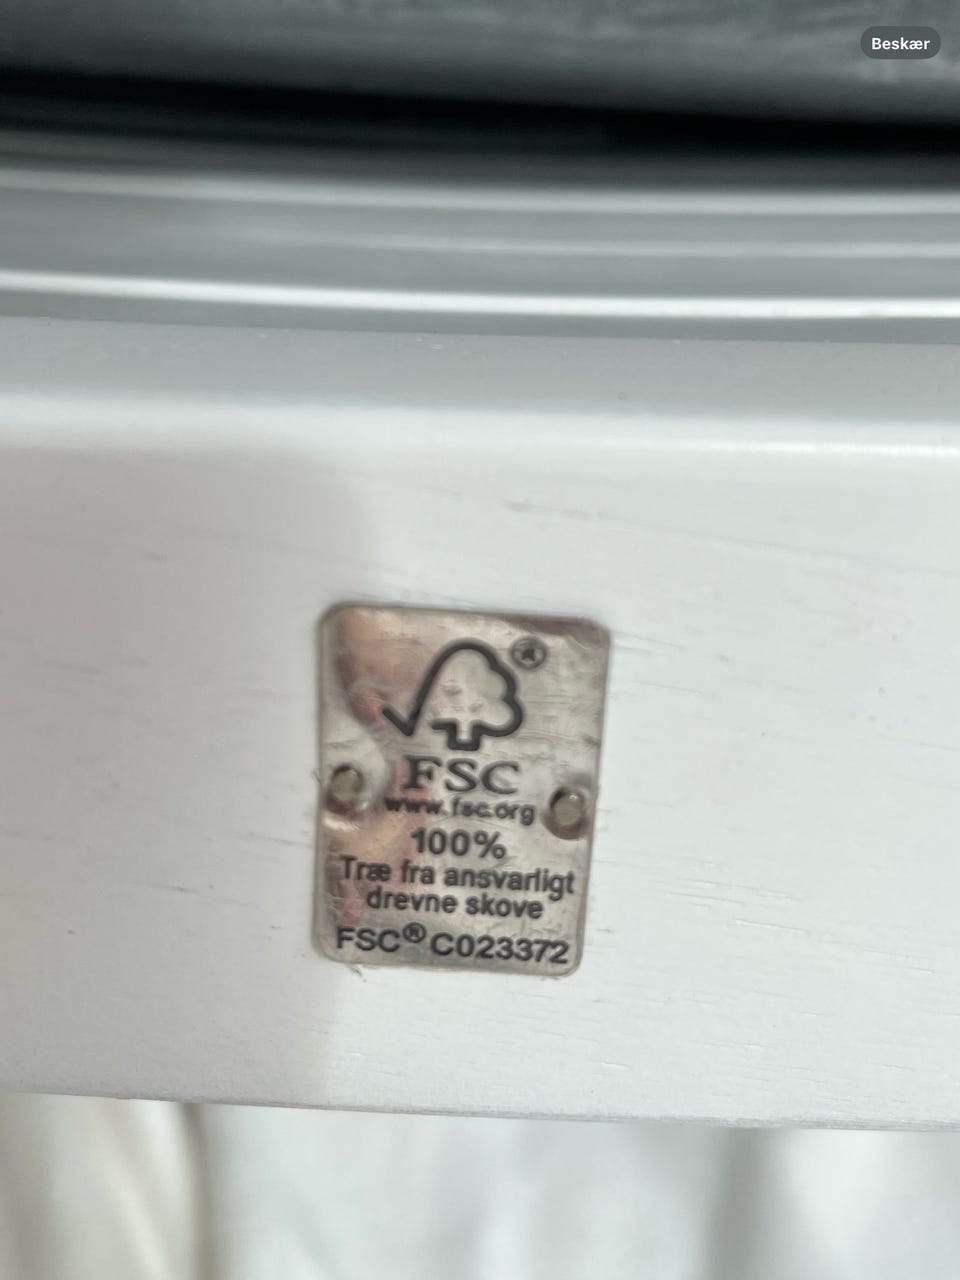 Beskær
®
FSC
www.fsc.org
100%
Træ fra ansvarligt
drevne skove
FSC® C023372